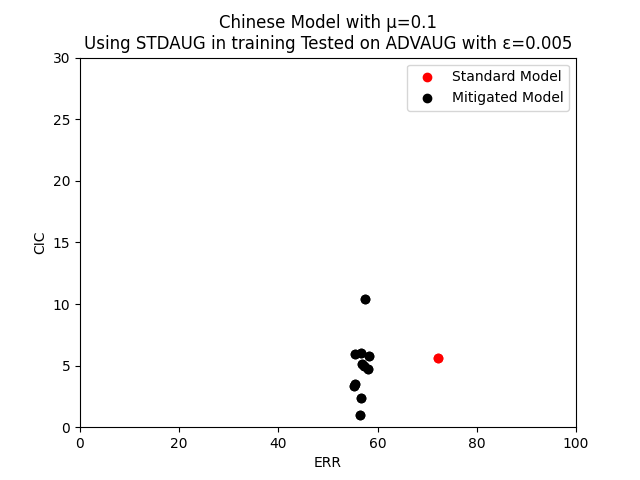 Chinese Model with μ=0.1
Using STDAUG in training Tested on ADVAUG with ε=0.005
Standard Model
Mitigated Model
30
25
20
15
10
5
0
CIC
0 20 40 60 80 100
ERR